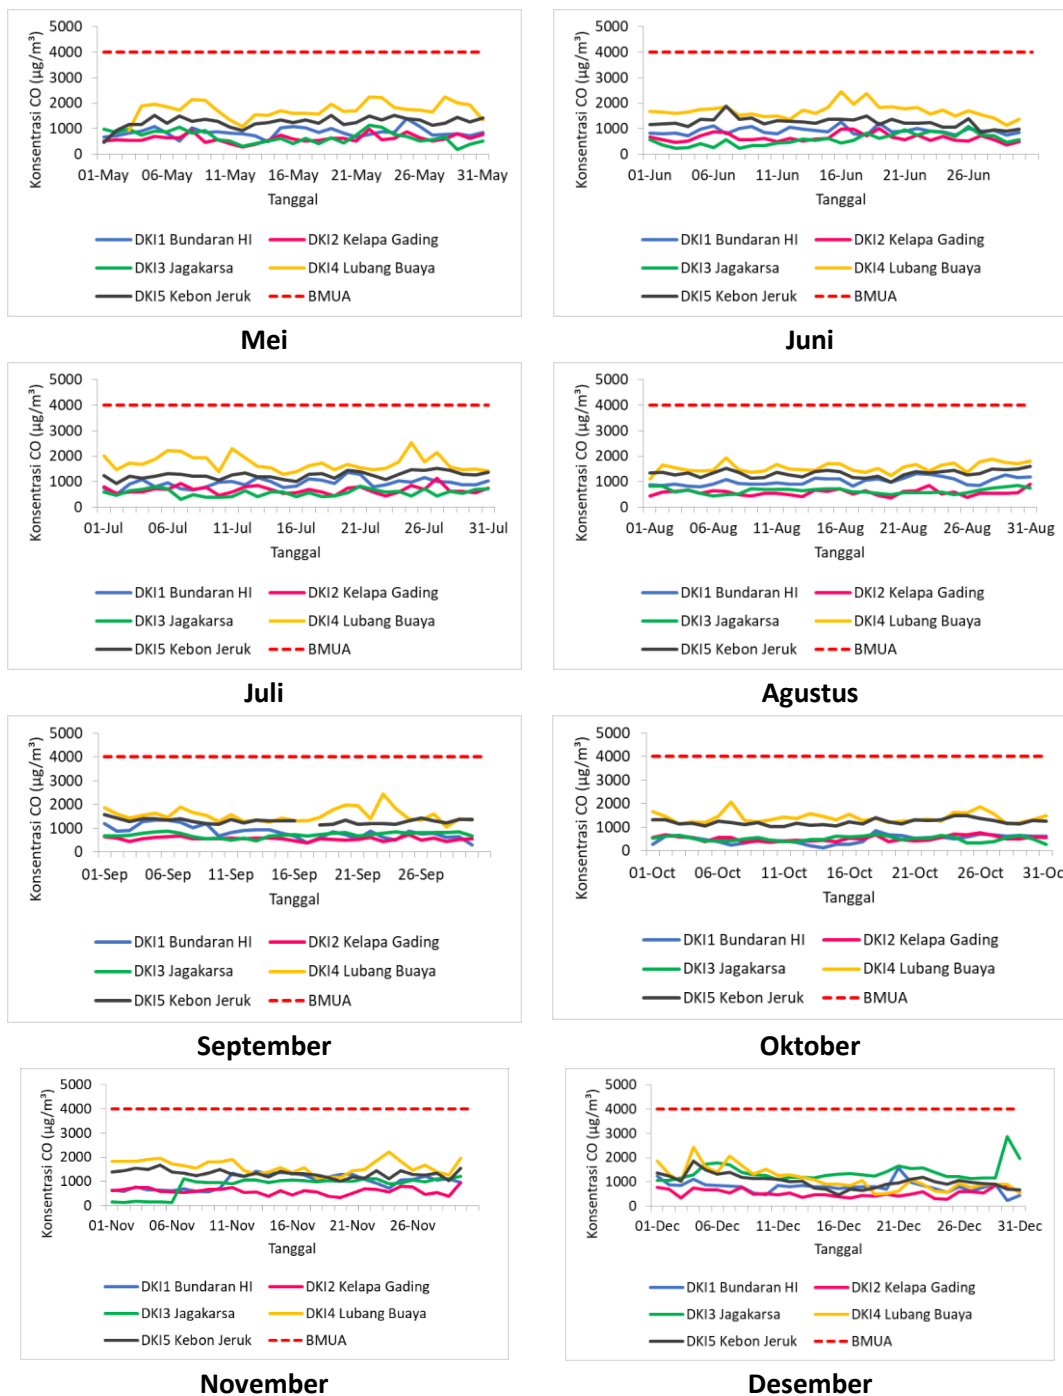 5000
4000
3000
2000
1000
0
Konsentrasi CO (µg/m³)
01-May 06-May 11-May 16-May 21-May 26-May 31-May
Tanggal
DKI1 Bundaran HI DKI2 Kelapa Gading
DKI3 Jagakarsa DKI4 Lubang Buaya
DKI5 Kebon Jeruk BMUA
Mei
5000
4000
3000
2000
1000
0
Konsentrasi CO (µg/m³)
01-Jun 06-Jun 11-Jun 16-Jun 21-Jun 26-Jun
Tanggal
DKI1 Bundaran HI DKI2 Kelapa Gading
DKI3 Jagakarsa DKI4 Lubang Buaya
DKI5 Kebon Jeruk BMUA
Juni
5000
4000
3000
2000
1000
0
Konsentrasi CO (µg/m³)
01-Jul 06-Jul 11-Jul 16-Jul 21-Jul 26-Jul 31-Jul
Tanggal
DKI1 Bundaran HI DKI2 Kelapa Gading
DKI3 Jagakarsa DKI4 Lubang Buaya
DKI5 Kebon Jeruk BMUA
Juli
5000
4000
3000
2000
1000
0
Konsentrasi CO (µg/m³)
01-Aug 06-Aug 11-Aug 16-Aug 21-Aug 26-Aug 31-Aug
Tanggal
DKI1 Bundaran HI DKI2 Kelapa Gading
DKI3 Jagakarsa DKI4 Lubang Buaya
DKI5 Kebon Jeruk BMUA
Agustus
5000
4000
3000
2000
1000
0
Konsentrasi CO (µg/m³)
01-Sep 06-Sep 11-Sep 16-Sep 21-Sep 26-Sep
Tanggal
DKI1 Bundaran HI DKI2 Kelapa Gading
DKI3 Jagakarsa DKI4 Lubang Buaya
DKI5 Kebon Jeruk BMUA
September
5000
4000
3000
2000
1000
0
Konsentrasi CO (µg/m³)
01-Oct 06-Oct 11-Oct 16-Oct 21-Oct 26-Oct 31-Oct
Tanggal
DKI1 Bundaran HI DKI2 Kelapa Gading
DKI3 Jagakarsa DKI4 Lubang Buaya
DKI5 Kebon Jeruk BMUA
Oktober
5000
4000
3000
2000
1000
0
Konsentrasi CO (µg/m³)
01-Nov 06-Nov 11-Nov 16-Nov 21-Nov 26-Nov
Tanggal
DKI1 Bundaran HI DKI2 Kelapa Gading
DKI3 Jagakarsa DKI4 Lubang Buaya
DKI5 Kebon Jeruk BMUA
November
5000
4000
3000
2000
1000
0
Konsentrasi CO (µg/m³)
01-Dec 06-Dec 11-Dec 16-Dec 21-Dec 26-Dec 31-Dec
Tanggal
DKI1 Bundaran HI DKI2 Kelapa Gading
DKI3 Jagakarsa DKI4 Lubang Buaya
DKI5 Kebon Jeruk BMUA
Desember